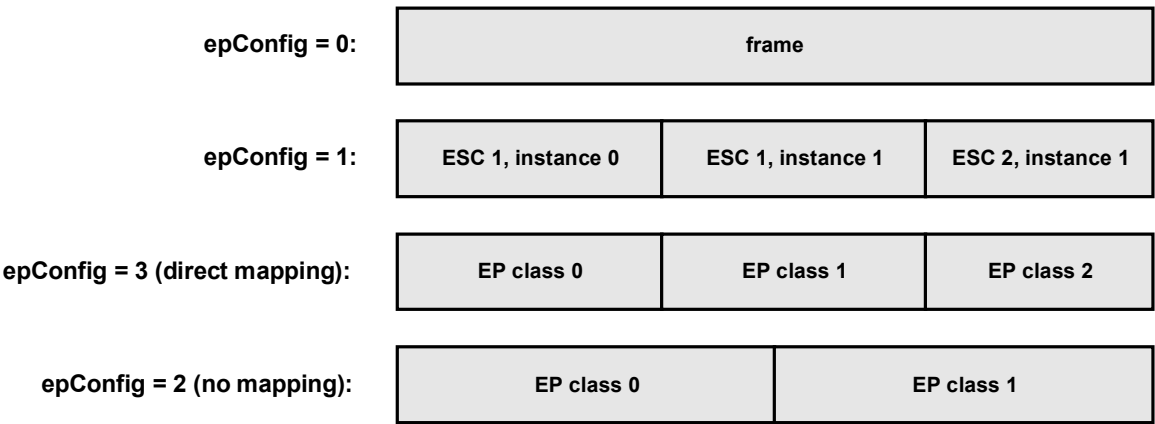 epConfig = 0: frame
epConfig = 1: ESC 1, instance 0 ESC 1, instance 1 ESC 2, instance 1
epConfig = 3 (direct mapping): EP class 0 EP class 1 EP class 2
epConfig = 2 (no mapping): EP class 0 EP class 1